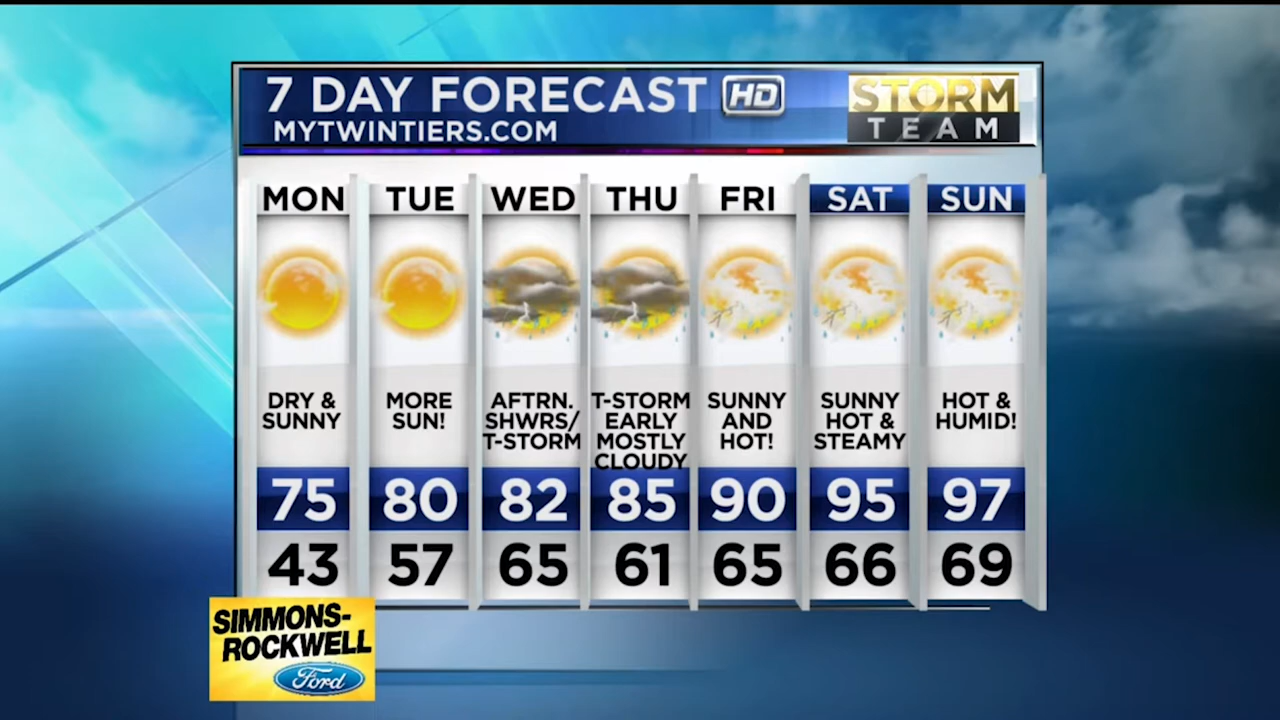 7 DAY FORECAST HD
MYTWINTIERS.COM
STORM
TEAM
MON TUE WED THU FRI SAT SUN
DRY &
SUNNY
MORE
SUN!
AFTRN.
SHWRS/
T-STORM
T-STORM
EARLY
MOSTLY
CLOUDY
SUNNY
AND
HOT!
SUNNY
HOT &
STEAMY
HOT &
HUMID!
75 80 82 85 90 95 97
43 57 65 61 65 66 69
SIMMONS-
ROCKWELL
Ford